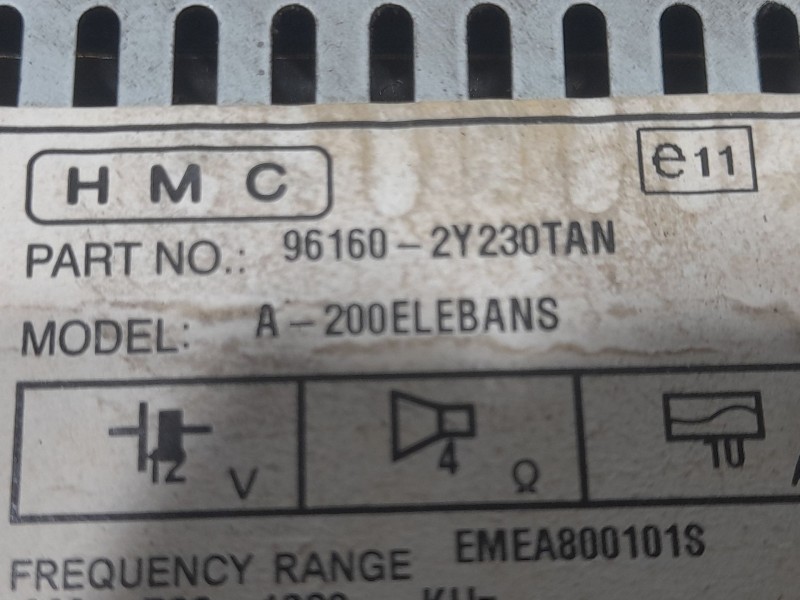 HMC
e11
PART NO.: 96160-2Y230TAN
MODEL: A-200ELEBANS
12 V
4 Ω
10
FREQUENCY RANGE EMEA800101S